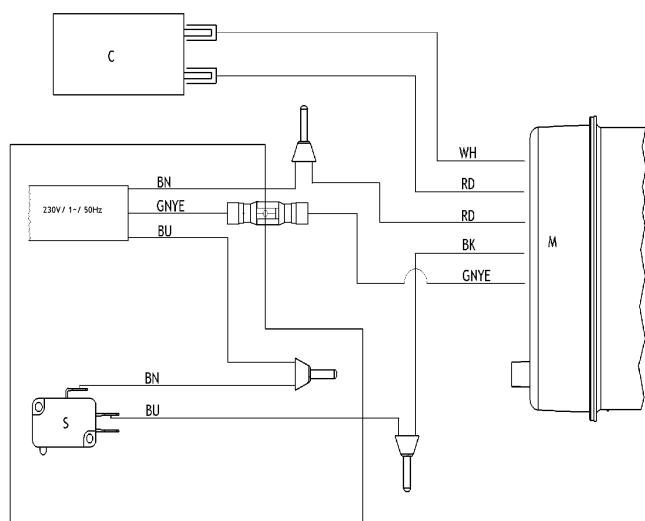 C
WH
RD
BN
230V / 1~/ 50Hz
GNYE
RD
M
BU
BK
GNYE
BN
S
BU